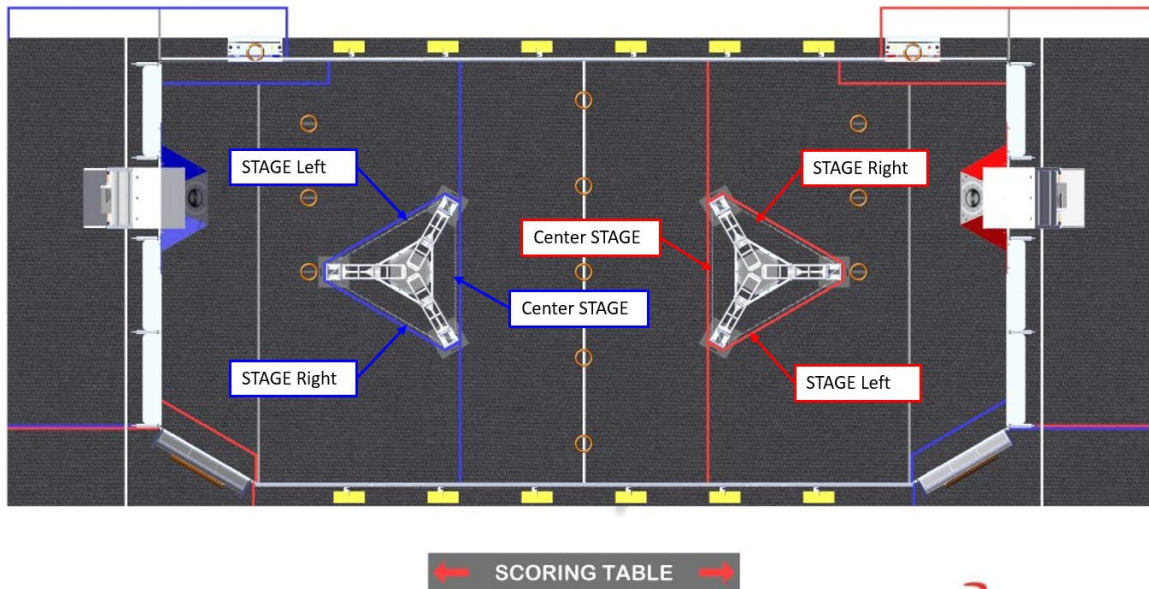 STAGE Left
STAGE Right
Center STAGE
Center STAGE
STAGE Right
STAGE Left
SCORING TABLE